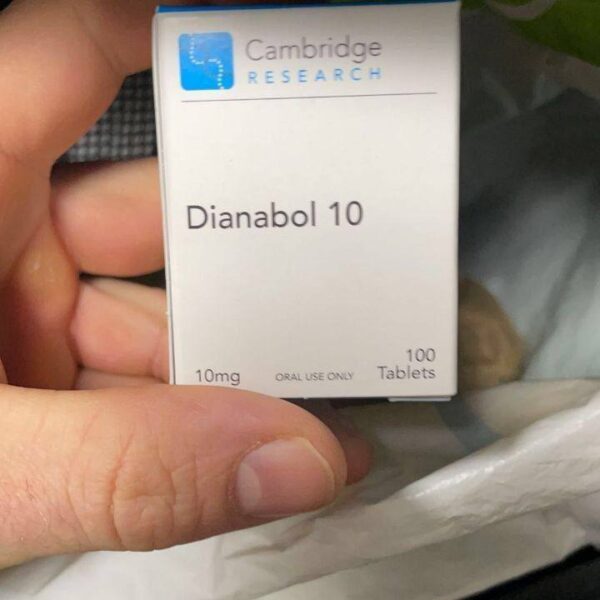 Cambridge
RESEARCH
Dianabol 10
10mg
ORAL USE ONLY
100
Tablets